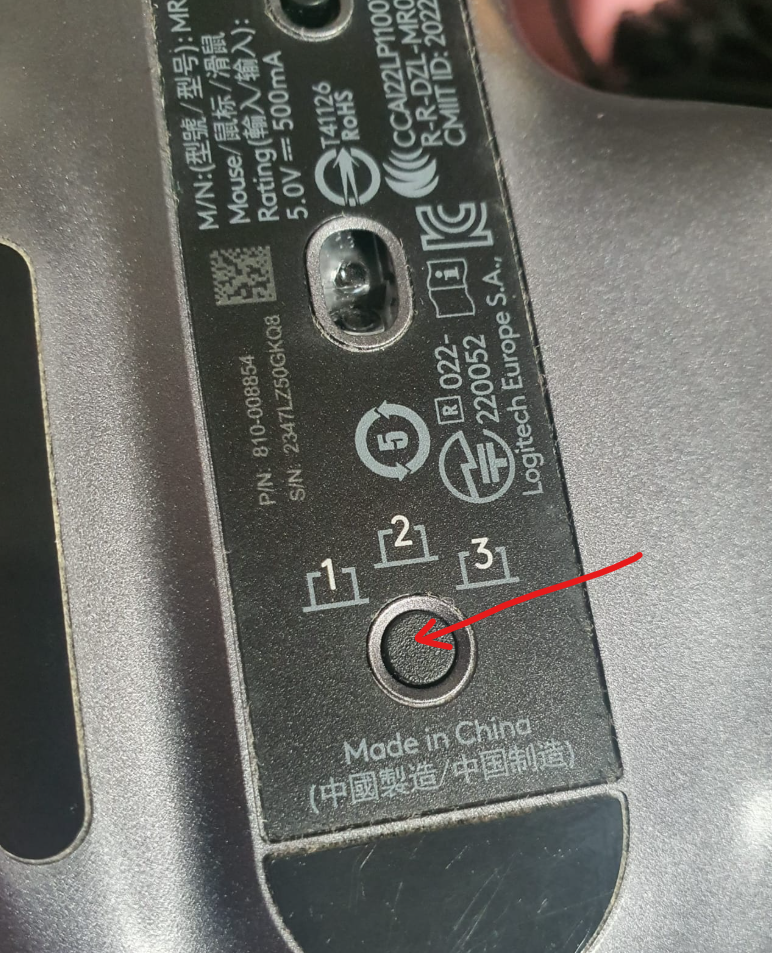 M/N:(型號/型号): MR
Mouse/鼠标/滑鼠
Rating(輸入/输入):
5.0V ⎓ 500mA
T41126
RoHS
CCAI22LP1100
R-R-DZL-MR0
CMIIT ID: 2022
P/N: 810-008854
S/N: 2347LZ50GKQ8
5
R 022-
220052
Logitech Europe S.A.,
1
2
3
Made in China
(中國製造/中国制造)